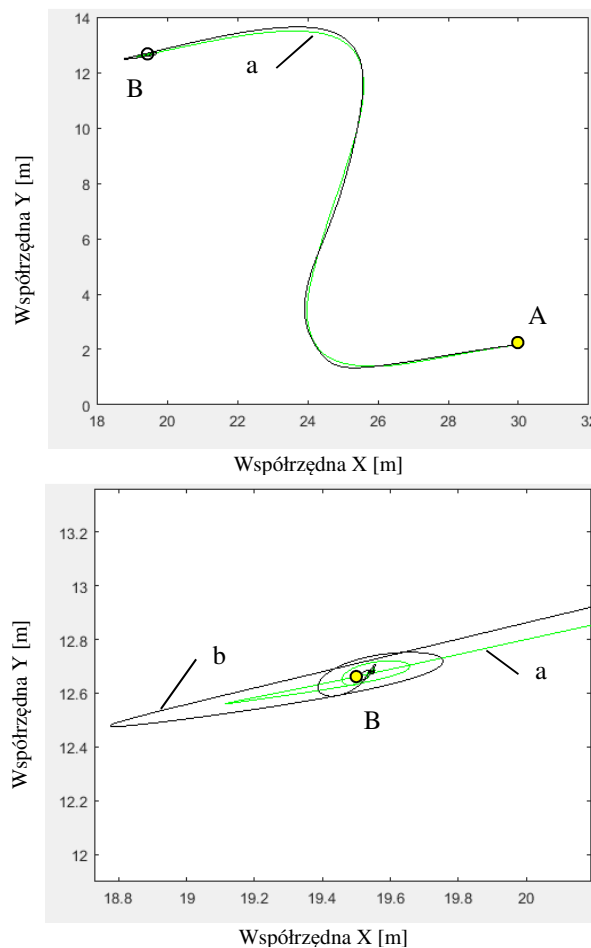 14
12
10
8
6
4
2
0
B
a
A
Współrzędna Y [m]
18 20 22 24 26 28 30 32
Współrzędna X [m]
13.2
13
12.8
12.6
12.4
12.2
12
b
a
B
Współrzędna Y [m]
18.8 19 19.2 19.4 19.6 19.8 20
Współrzędna X [m]